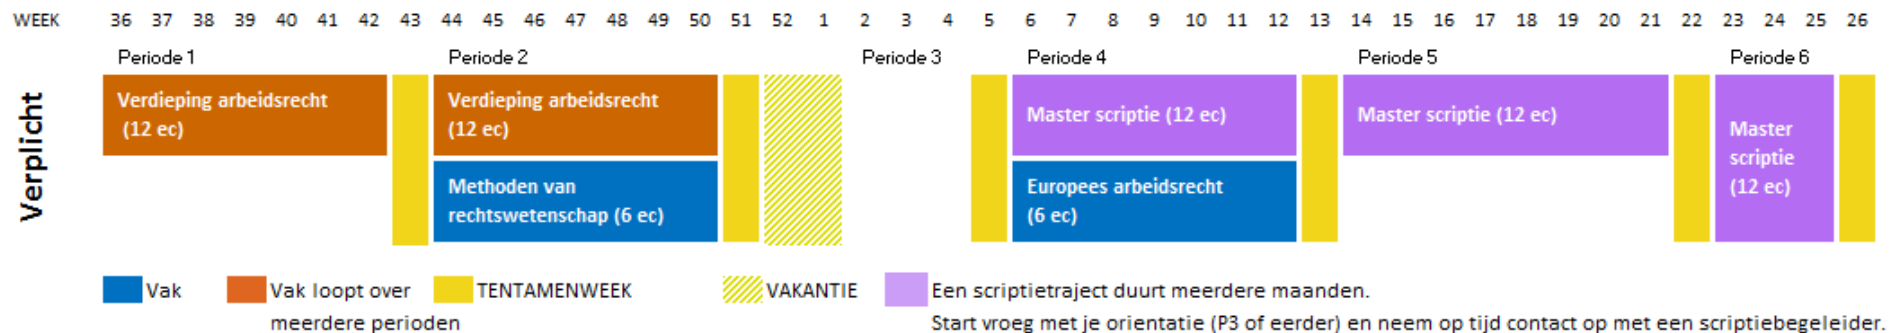 WEEK 36 37 38 39 40 41 42 43 44 45 46 47 48 49 50 51 52 1 2 3 4 5 6 7 8 9 10 11 12 13 14 15 16 17 18 19 20 21 22 23 24 25 26
Periode 1 Periode 2 Periode 3 Periode 4 Periode 5 Periode 6
Verplicht
Verdieping arbeidsrecht
(12 ec)
Verdieping arbeidsrecht
(12 ec)
Methoden van
rechtswetenschap (6 ec)
Master scriptie (12 ec)
Europees arbeidsrecht
(6 ec)
Master scriptie (12 ec)
Master
scriptie
(12 ec)
Vak
Vak loopt over
meerdere perioden
TENTAMENWEEK
VAKANTIE
Een scriptietraject duurt meerdere maanden.
Start vroeg met je orientatie (P3 of eerder) en neem op tijd contact op met een scriptiebegeleider.